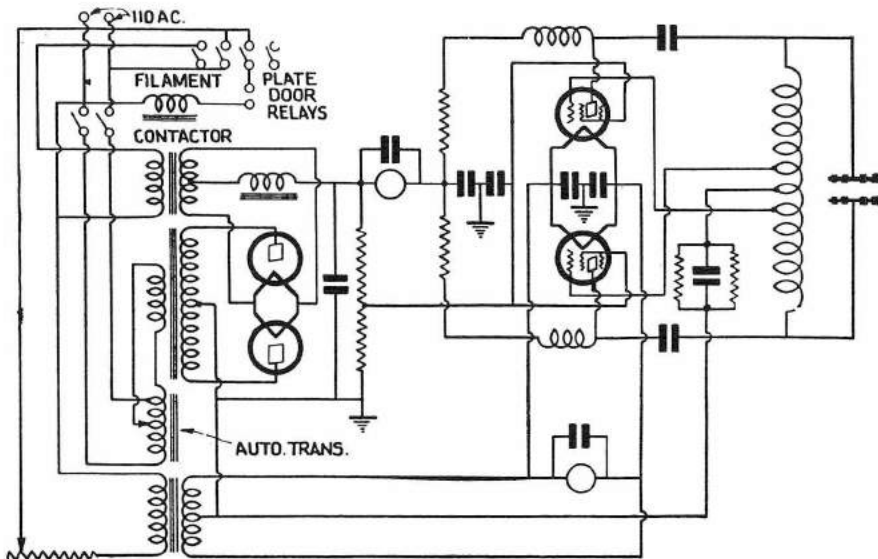 110 AC.
FILAMENT
PLATE
DOOR
RELAYS
CONTACTOR
AUTO. TRANS.